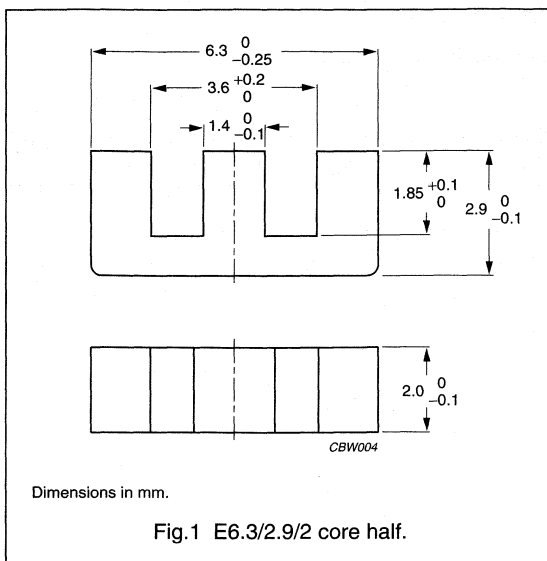 6.3 0 −0.25
3.6 +0.2 0
1.4 0 −0.1
1.85 +0.1 0
2.9 0 −0.1
2.0 0 −0.1
CBW004
Dimensions in mm.
Fig.1 E6.3/2.9/2 core half.